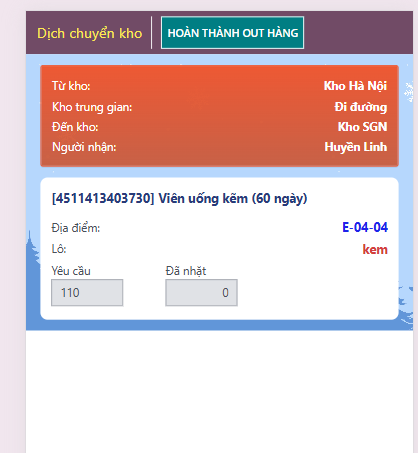 Dịch chuyển kho
HOÀN THÀNH OUT HÀNG
Từ kho: Kho Hà Nội
Kho trung gian: Đi đường
Đến kho: Kho SGN
Người nhận: Huyền Linh
[4511413403730] Viên uống kẽm (60 ngày)
Địa điểm: E-04-04
Lô: kem
Yêu cầu Đã nhặt
110 0